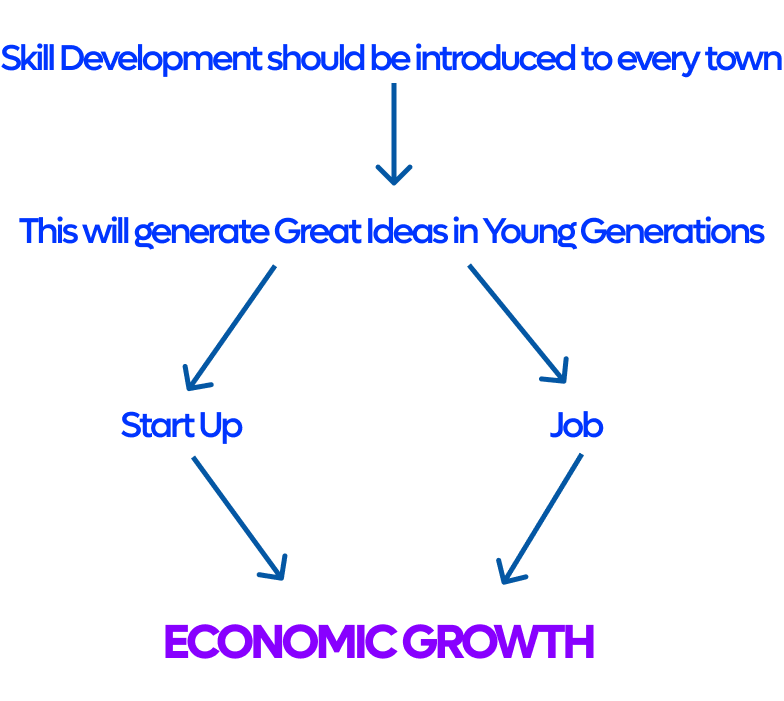 Skill Development should be introduced to every town
This will generate Great Ideas in Young Generations
Start Up
Job
ECONOMIC GROWTH